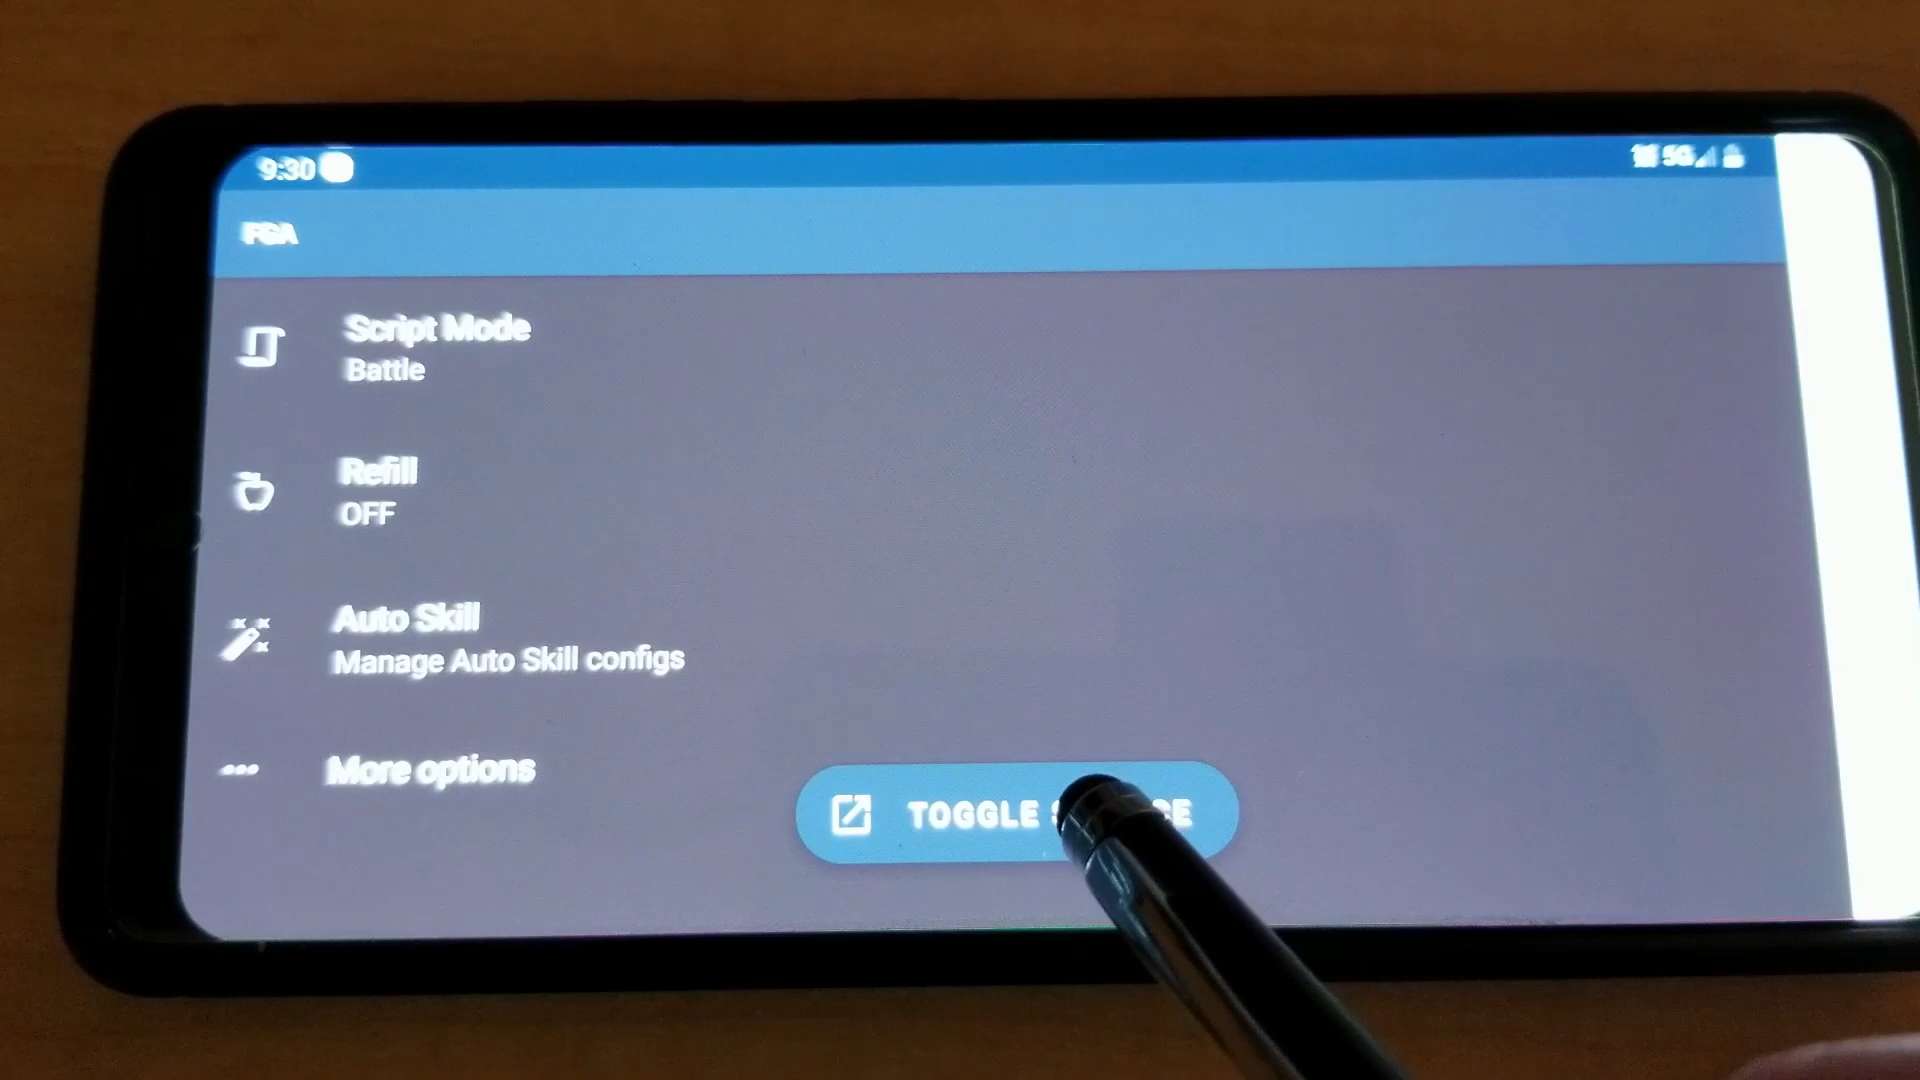 9:30
5G
FGA
Script Mode
Battle
Refill
OFF
Auto Skill
Manage Auto Skill configs
More options
TOGGLE